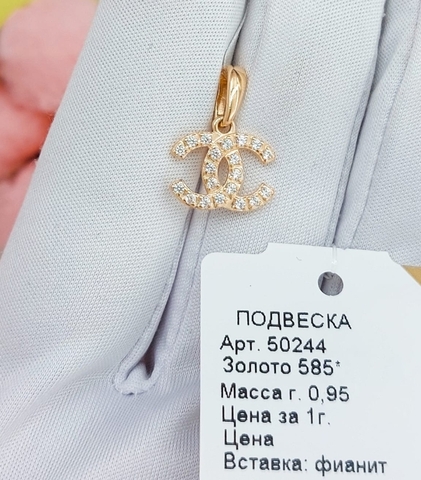 ПОДВЕСКА
Арт. 50244
Золото 585*
Масса г. 0,95
Цена за 1г.
Цена
Вставка: фианит